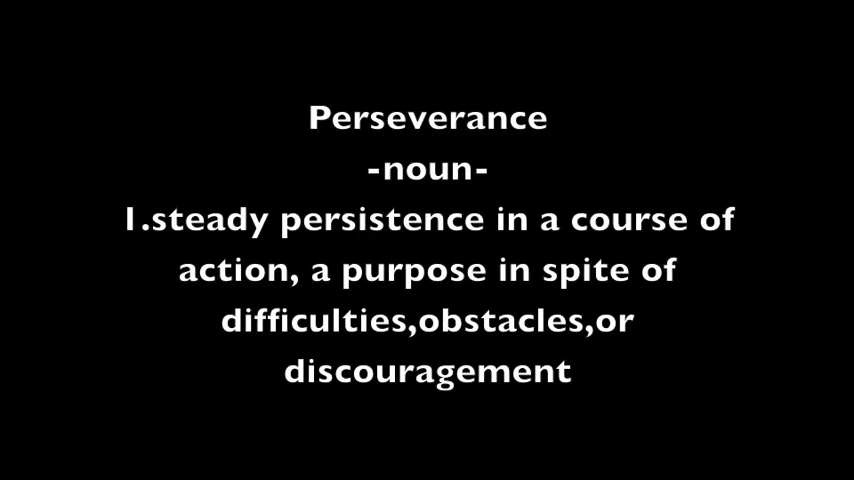 Perseverance
-noun-
1.steady persistence in a course of
action, a purpose in spite of
difficulties,obstacles,or
discouragement